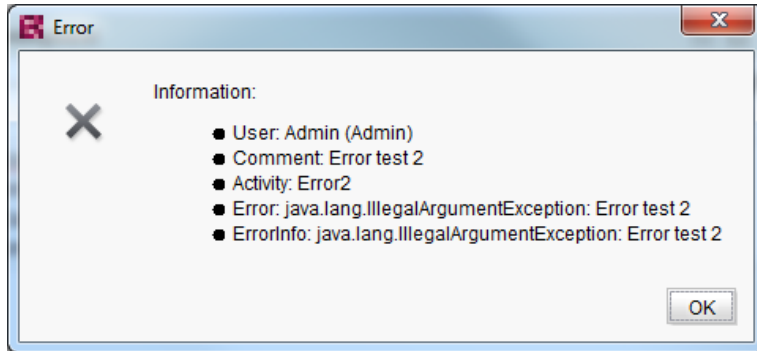 Error
Information:
● User: Admin (Admin)
● Comment: Error test 2
● Activity: Error2
● Error: java.lang.IllegalArgumentException: Error test 2
● ErrorInfo: java.lang.IllegalArgumentException: Error test 2
OK